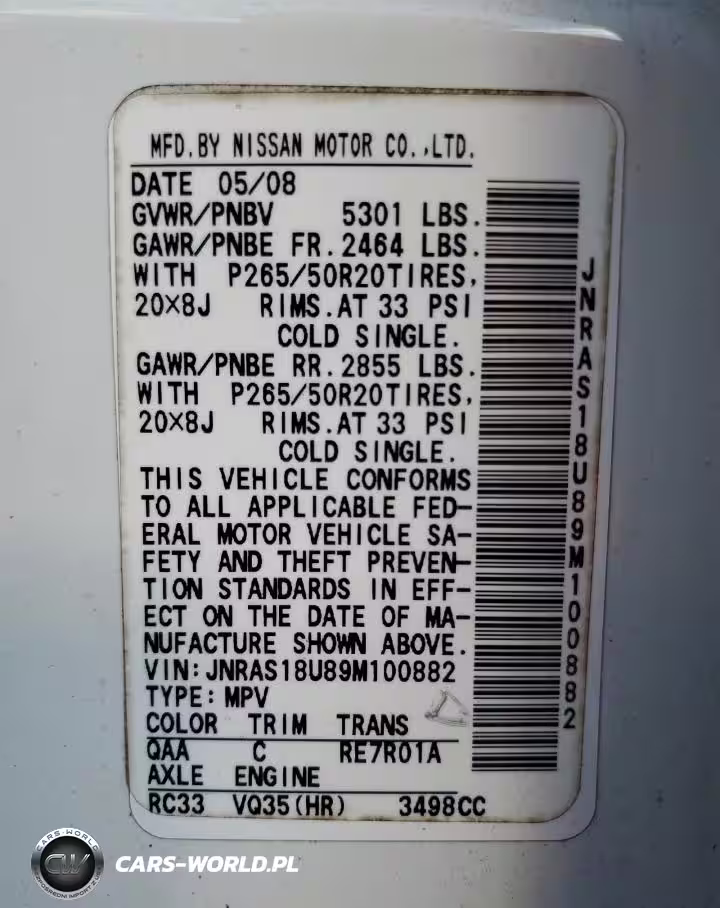 MFD.BY NISSAN MOTOR CO.,LTD.
DATE 05/08
GVWR/PNBV 5301 LBS.
GAWR/PNBE FR.2464 LBS.
WITH P265/50R20TIRES,
20×8J RIMS.AT 33 PSI
COLD SINGLE.
GAWR/PNBE RR.2855 LBS.
WITH P265/50R20TIRES,
20×8J RIMS.AT 33 PSI
COLD SINGLE.
THIS VEHICLE CONFORMS
TO ALL APPLICABLE FED-
ERAL MOTOR VEHICLE SA-
FETY AND THEFT PREVEN-
TION STANDARDS IN EFF-
ECT ON THE DATE OF MA-
NUFACTURE SHOWN ABOVE.
VIN:JNRAS18U89M100882
TYPE:MPV
COLOR TRIM TRANS
QAA C RE7R01A
AXLE ENGINE
RC33 VQ35(HR) 3498CC
JNRAS18U89M100882
CARS-WORLD
CW
CARS-WORLD.PL